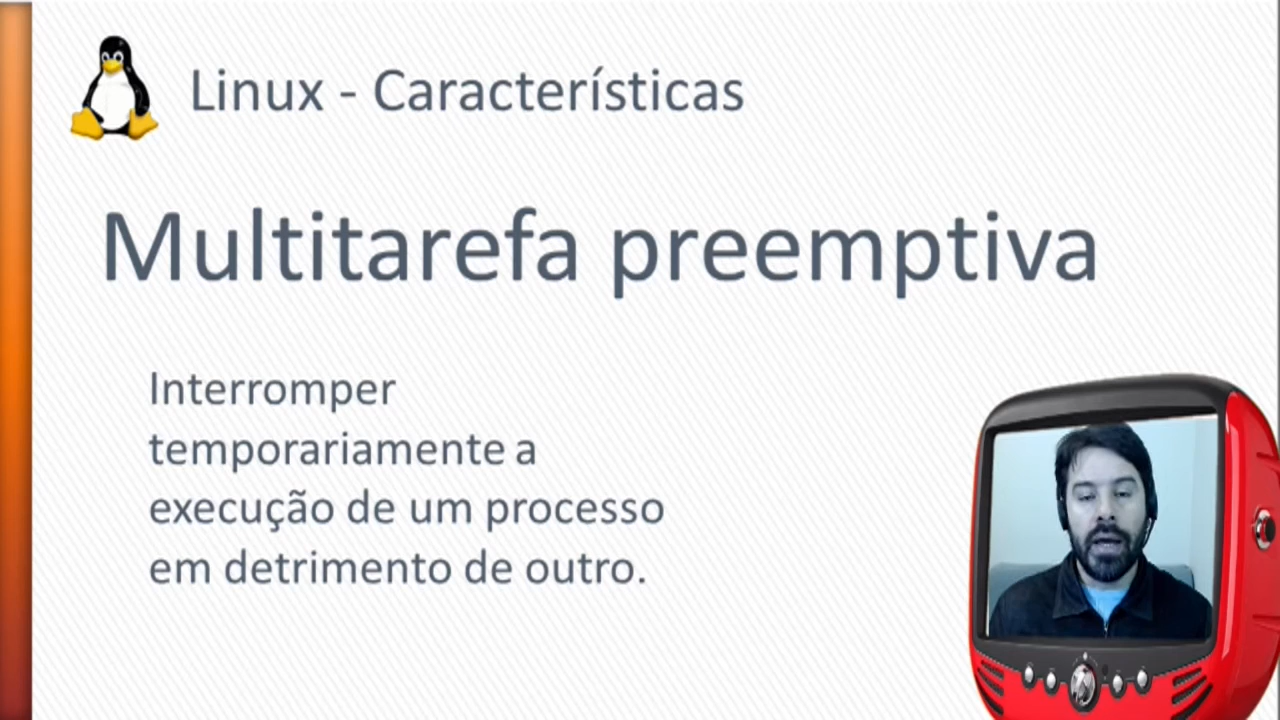 Linux - Características
Multitarefa preemptiva
Interromper
temporariamente a
execução de um processo
em detrimento de outro.